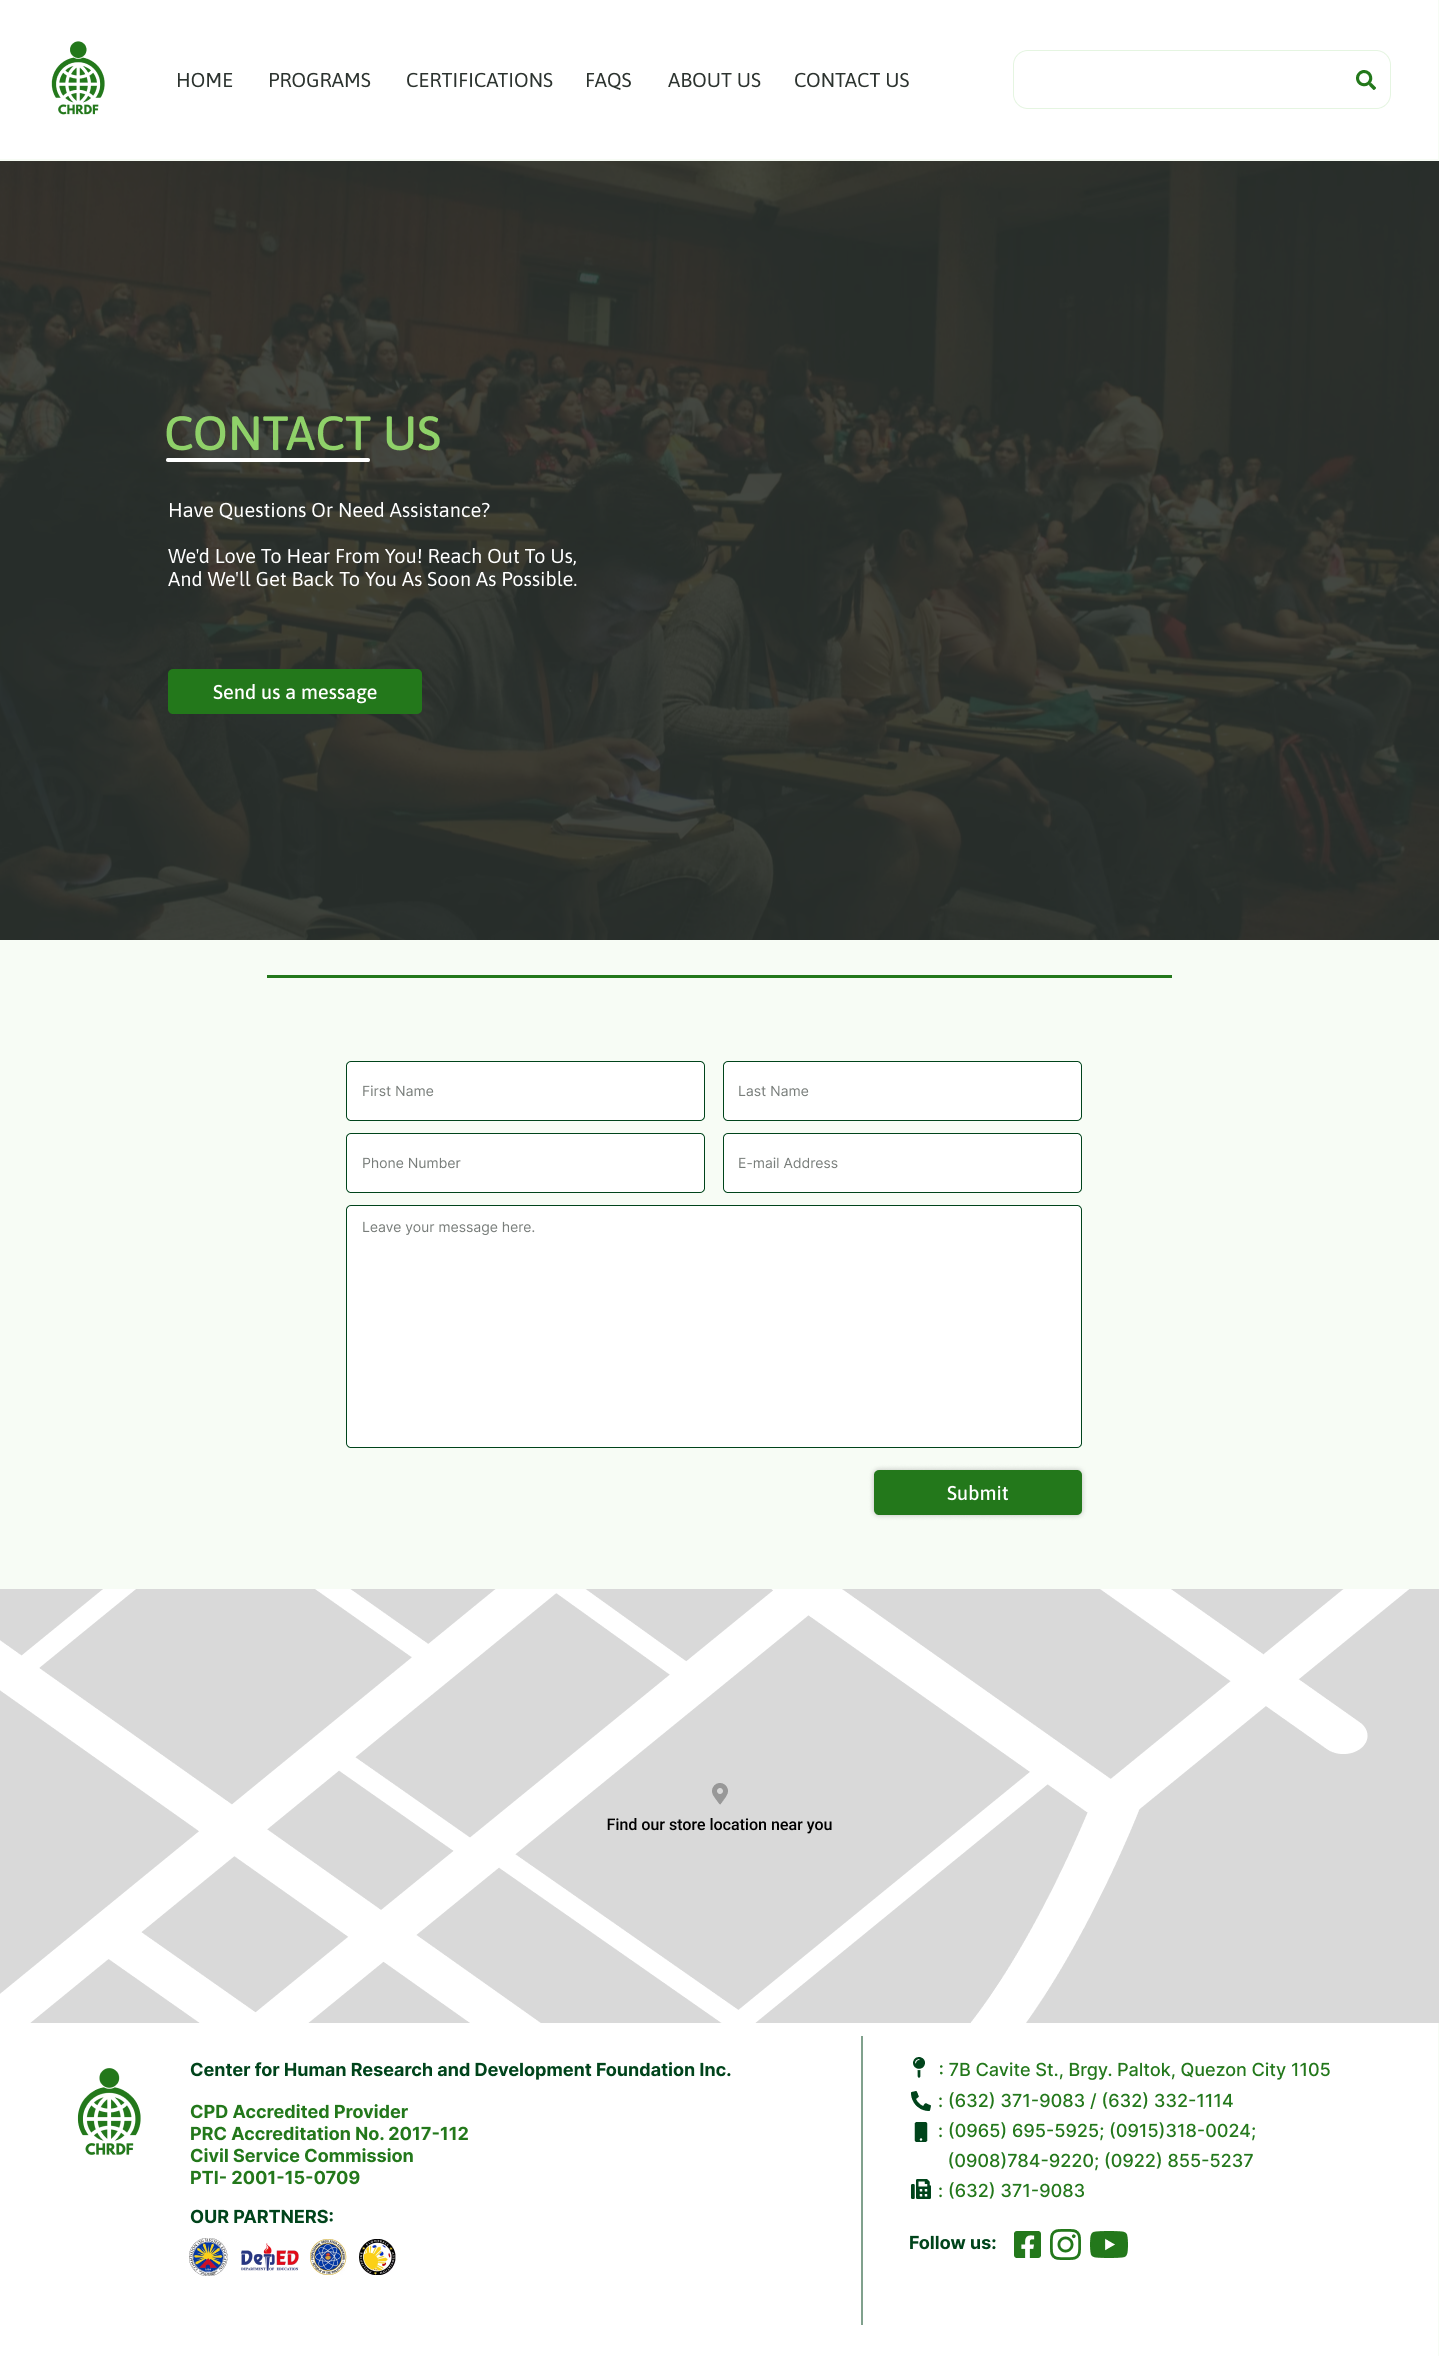 CHRDF
HOME PROGRAMS CERTIFICATIONS FAQS ABOUT US CONTACT US
CONTACT US
Have Questions Or Need Assistance?
We'd Love To Hear From You! Reach Out To Us,
And We'll Get Back To You As Soon As Possible.
Send us a message
First Name
Last Name
Phone Number
E-mail Address
Leave your message here.
Submit
Find our store location near you
CHRDF
Center for Human Research and Development Foundation Inc.
CPD Accredited Provider
PRC Accreditation No. 2017-112
Civil Service Commission
PTI- 2001-15-0709
OUR PARTNERS:
DepED
DEPARTMENT OF EDUCATION
: 7B Cavite St., Brgy. Paltok, Quezon City 1105
: (632) 371-9083 / (632) 332-1114
: (0965) 695-5925; (0915)318-0024;
(0908)784-9220; (0922) 855-5237
: (632) 371-9083
Follow us: